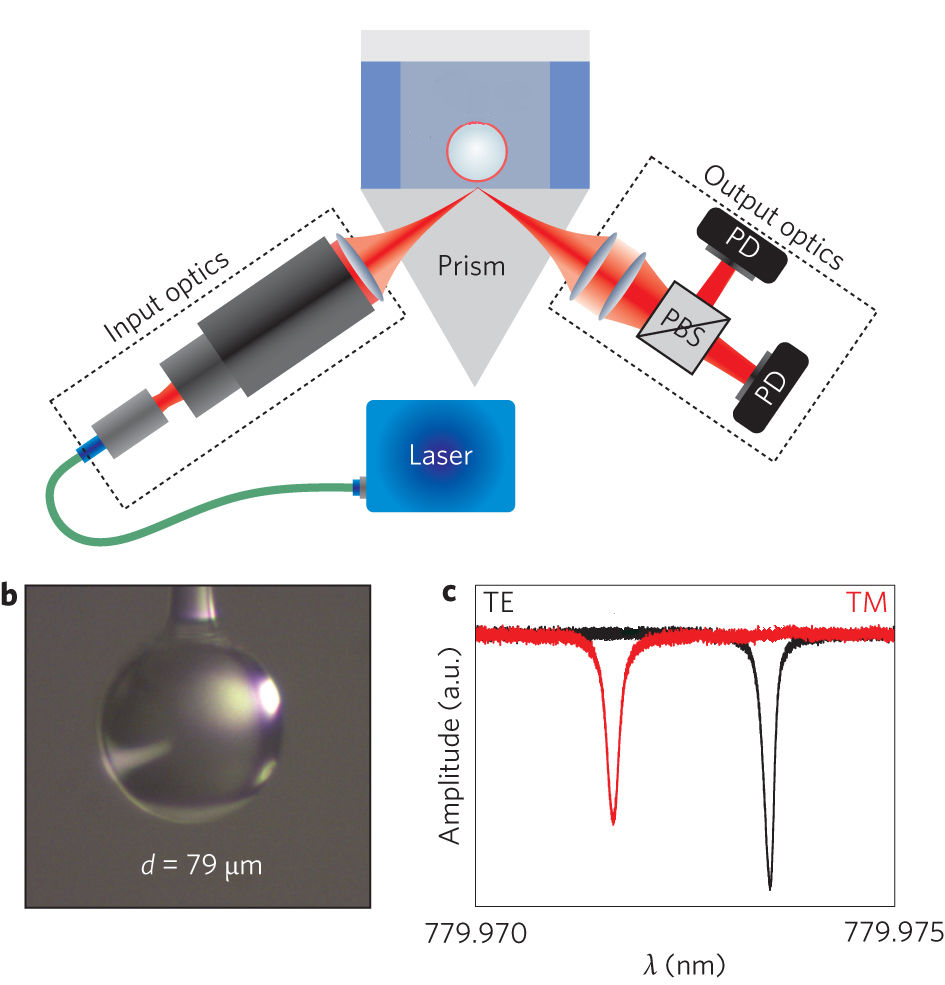 Input optics
Prism
Output optics
PD
PBS
PD
Laser
b
d = 79 μm
c
TE
TM
Amplitude (a.u.)
779.970
779.975
λ (nm)